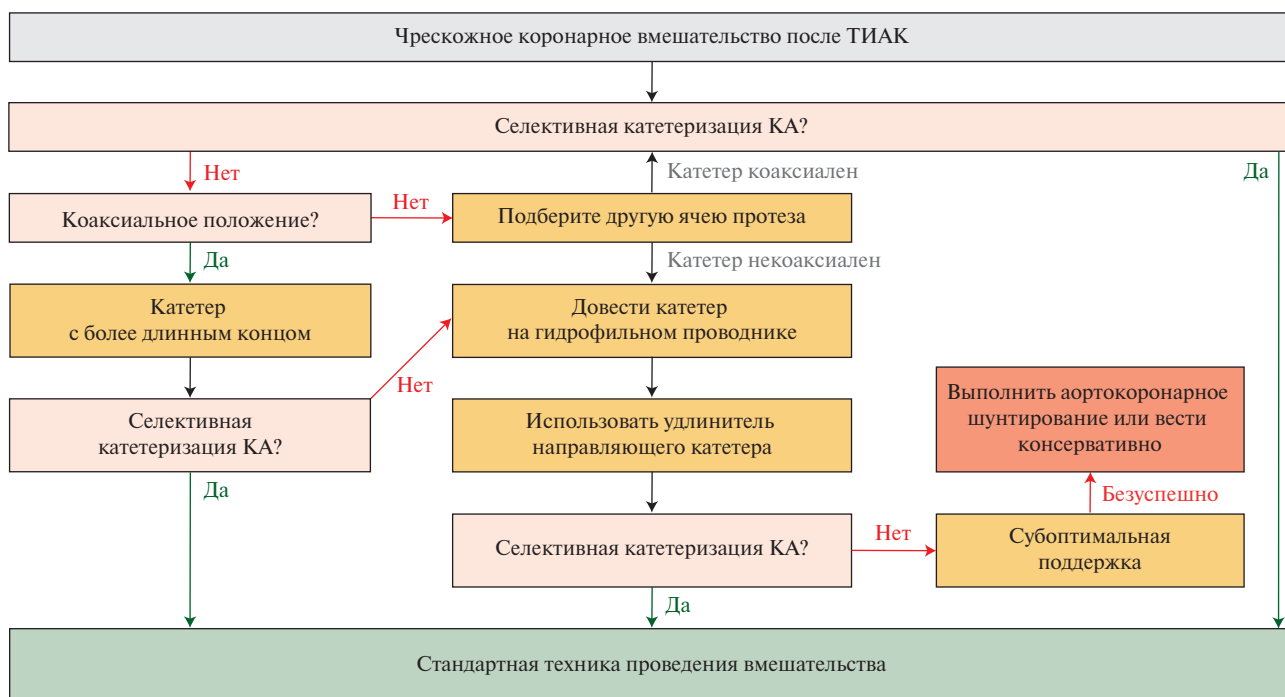 Чрескожное коронарное вмешательство после ТИАК
Селективная катетеризация КА?
Нет
Катетер коаксиален
Да
Коаксиальное положение?
Нет
Подберите другую ячею протеза
Да
Катетер некоаксиален
Катетер
с более длинным концом
Довести катетер
на гидрофильном проводнике
Нет
Селективная
катетеризация КА?
Использовать удлинитель
направляющего катетера
Выполнить аортокоронарное
шунтирование или вести
консервативно
Да
Безуспешно
Селективная катетеризация КА?
Нет
Субоптимальная
поддержка
Да
Стандартная техника проведения вмешательства